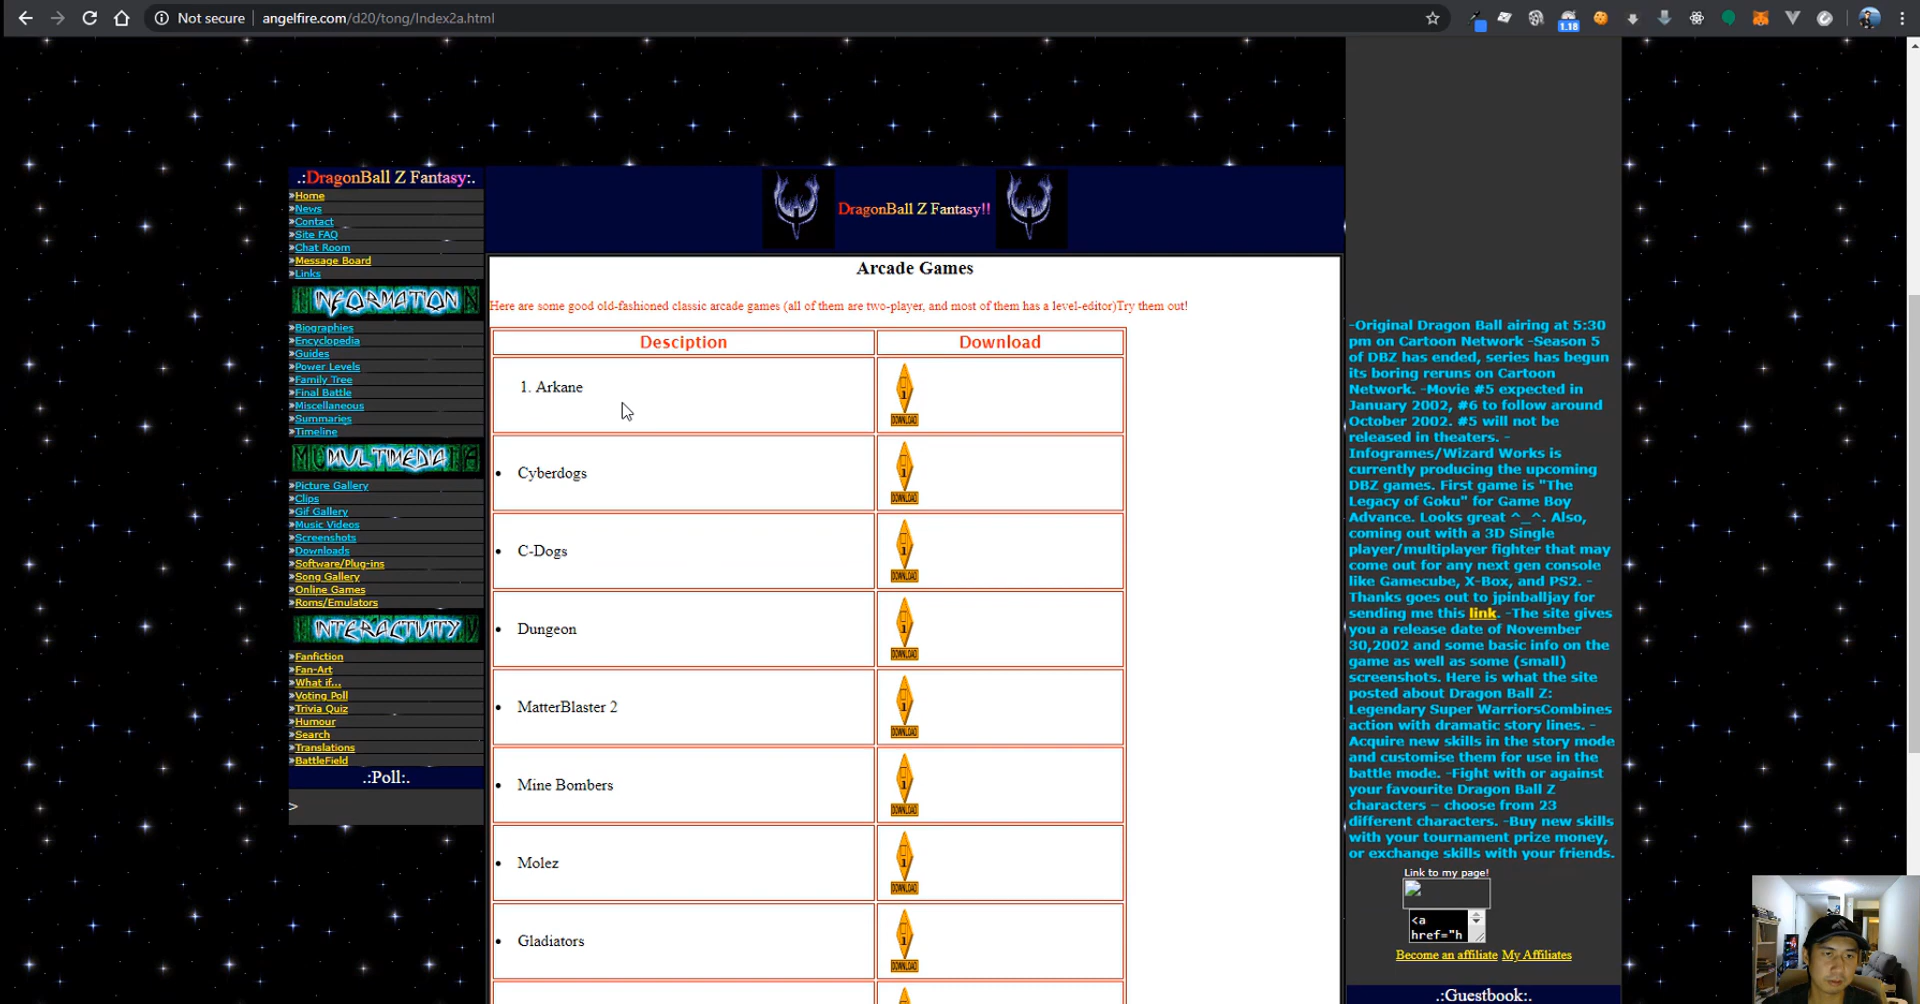 Not secure | angelfire.com/d20/tong/Index2a.html
1.18
.:DragonBall Z Fantasy:.
»Home
»News
»Contact
»Site FAQ
»Chat Room
»Message Board
»Links
INFORMATION
»Biographies
»Encyclopedia
»Guides
»Power Levels
»Family Tree
»Final Battle
»Miscellaneous
»Summaries
»Timeline
MULTIMEDIA
»Picture Gallery
»Clips
»Gif Gallery
»Music Videos
»Screenshots
»Downloads
»Software/Plug-ins
»Song Gallery
»Online Games
»Roms/Emulators
INTERACTIVITY
»Fanfiction
»Fan-Art
»What if...
»Voting Poll
»Trivia Quiz
»Humour
»Search
»Translations
»BattleField
.:Poll:.
>
DragonBall Z Fantasy!!
Arcade Games
Here are some good old-fashioned classic arcade games (all of them are two-player, and most of them has a level-editor)Try them out!
Desciption Download
1. Arkane DOWNLOAD
• Cyberdogs DOWNLOAD
• C-Dogs DOWNLOAD
• Dungeon DOWNLOAD
• MatterBlaster 2 DOWNLOAD
• Mine Bombers DOWNLOAD
• Molez DOWNLOAD
• Gladiators DOWNLOAD
-Original Dragon Ball airing at 5:30
pm on Cartoon Network -Season 5
of DBZ has ended, series has begun
its boring reruns on Cartoon
Network. -Movie #5 expected in
January 2002, #6 to follow around
October 2002. #5 will not be
released in theaters. -
Infogrames/Wizard Works is
currently producing the upcoming
DBZ games. First game is "The
Legacy of Goku" for Game Boy
Advance. Looks great ^_^. Also,
coming out with a 3D Single
player/multiplayer fighter that may
come out for any next gen console
like Gamecube, X-Box, and PS2. -
Thanks goes out to jpinballjay for
sending me this link. -The site gives
you a release date of November
30,2002 and some basic info on the
game as well as some (small)
screenshots. Here is what the site
posted about Dragon Ball Z:
Legendary Super WarriorsCombines
action with dramatic story lines. -
Acquire new skills in the story mode
and customise them for use in the
battle mode. -Fight with or against
your favourite Dragon Ball Z
characters – choose from 23
different characters. -Buy new skills
with your tournament prize money,
or exchange skills with your friends.
Link to my page!
<a
href="h
Become an affiliate My Affiliates
.:Guestbook:.